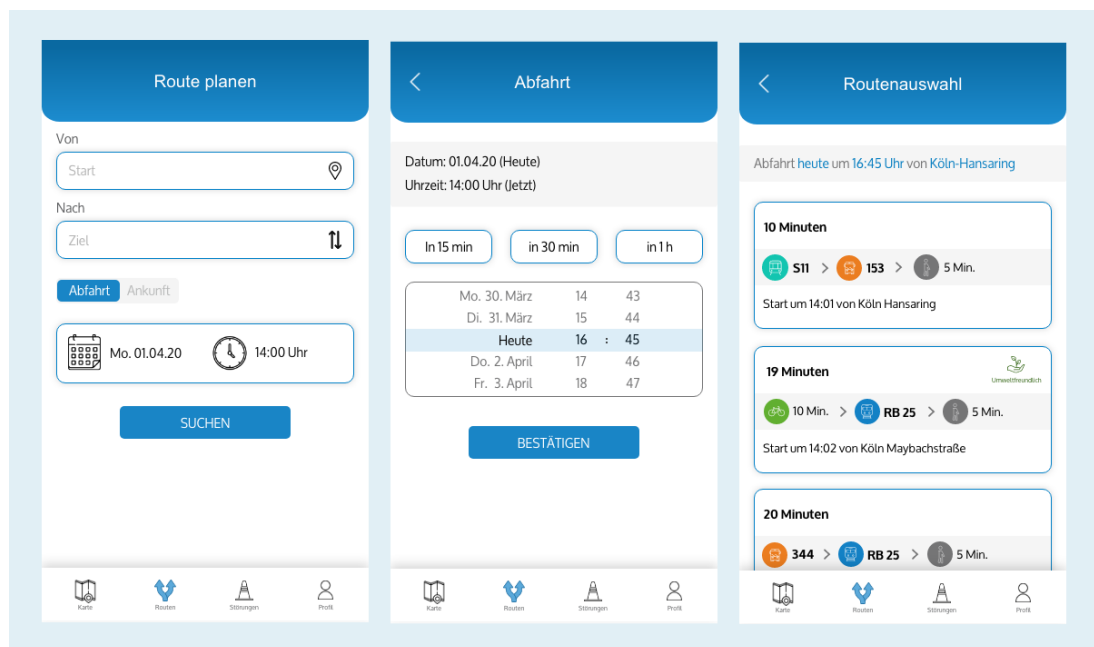 Route planen
Von
Start
Nach
Ziel
Abfahrt Ankunft
Mo. 01.04.20 14:00 Uhr
SUCHEN
Karte Routen Störungen Profil
Abfahrt
Datum: 01.04.20 (Heute)
Uhrzeit: 14:00 Uhr (Jetzt)
In 15 min in 30 min in 1 h
Mo. 30. März 14 43
Di. 31. März 15 44
Heute 16 : 45
Do. 2. April 17 46
Fr. 3. April 18 47
BESTÄTIGEN
Karte Routen Störungen Profil
Routenauswahl
Abfahrt heute um 16:45 Uhr von Köln-Hansaring
10 Minuten
S11 > 153 > 5 Min.
Start um 14:01 von Köln Hansaring
19 Minuten
Umweltfreundlich
10 Min. > RB 25 > 5 Min.
Start um 14:02 von Köln Maybachstraße
20 Minuten
344 > RB 25 > 5 Min.
Karte Routen Störungen Profil